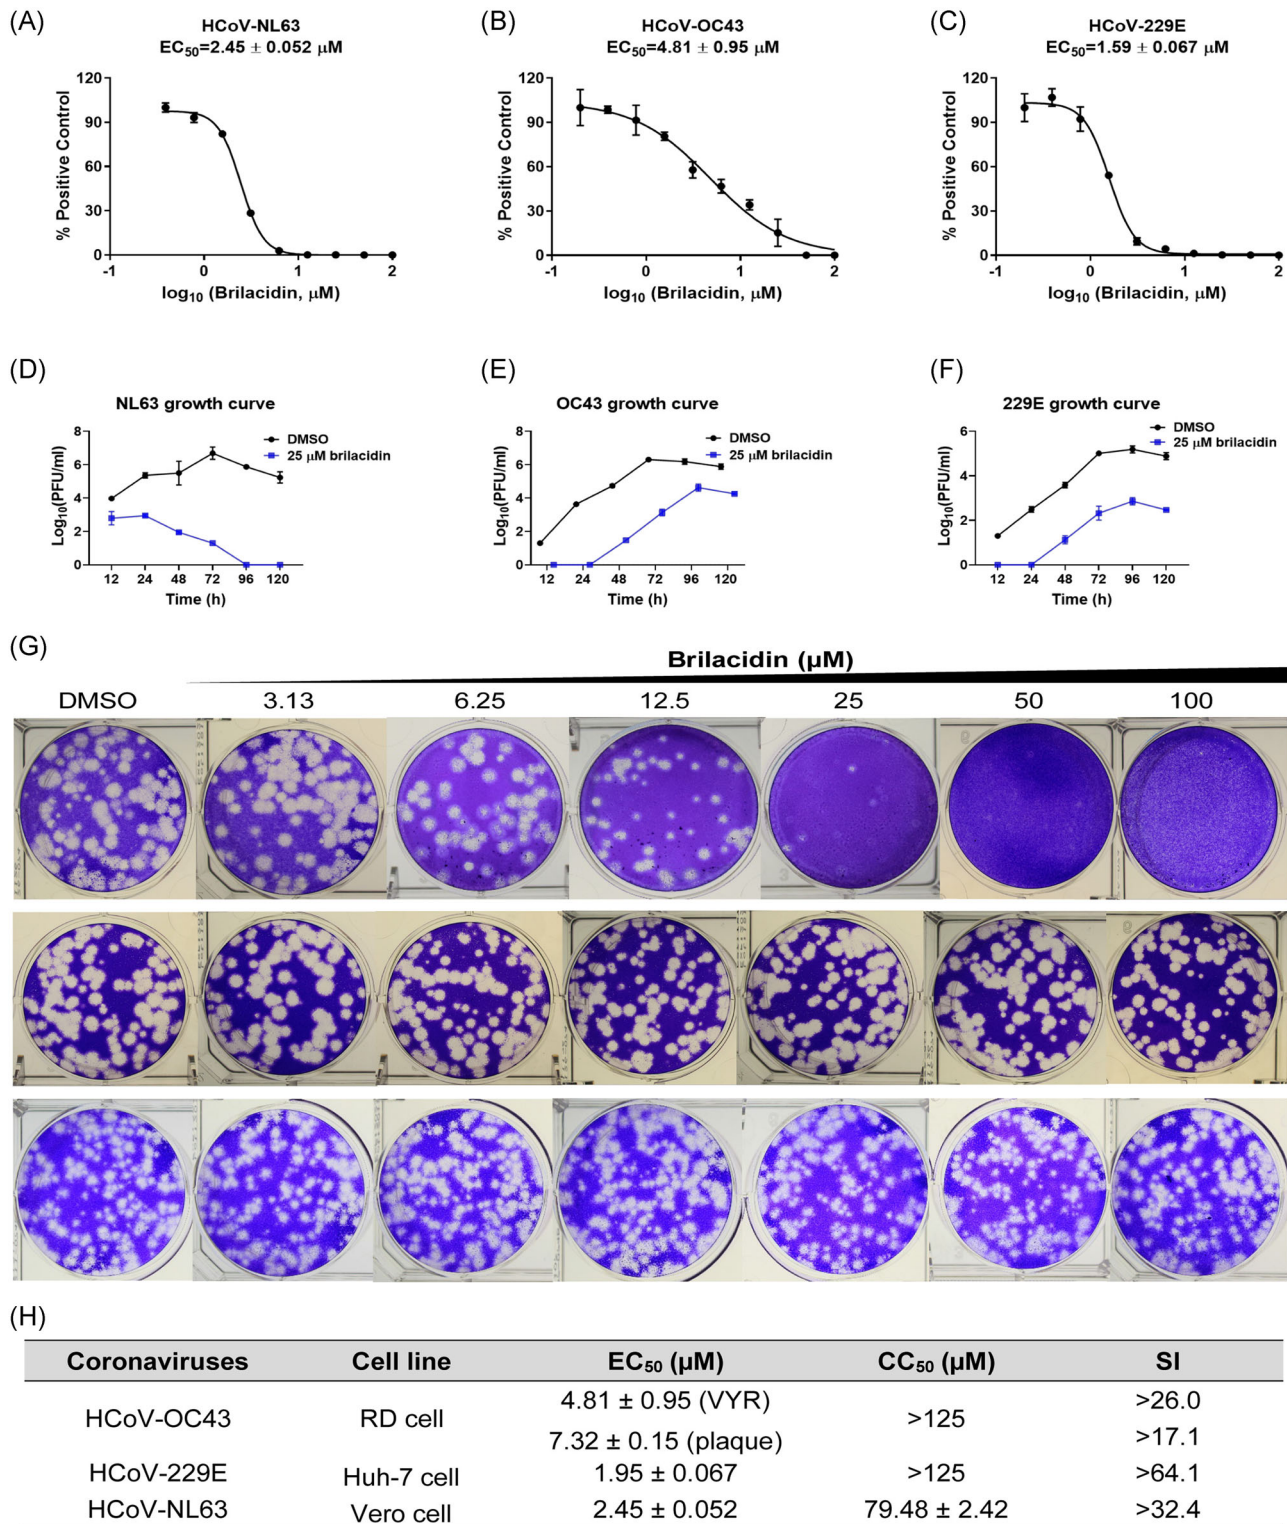 (A)
HCoV-NL63
EC50=2.45 ± 0.052 μM
120
90
60
30
0
% Positive Control
-1
0
1
2
log10 (Brilacidin, μM)
(B)
HCoV-OC43
EC50=4.81 ± 0.95 μM
120
90
60
30
0
% Positive Control
-1
0
1
2
log10 (Brilacidin, μM)
(C)
HCoV-229E
EC50=1.59 ± 0.067 μM
120
90
60
30
0
% Positive Control
-1
0
1
2
log10 (Brilacidin, μM)
(D)
NL63 growth curve
DMSO
25 μM brilacidin
8
6
4
2
0
Log10(PFU/ml)
12 24 48 72 96 120
Time (h)
(E)
OC43 growth curve
DMSO
25 μM brilacidin
8
6
4
2
0
Log10(PFU/ml)
12 24 48 72 96 120
Time (h)
(F)
229E growth curve
DMSO
25 μM brilacidin
6
4
2
0
Log10(PFU/ml)
12 24 48 72 96 120
Time (h)
(G)
Brilacidin (μM)
DMSO 3.13 6.25 12.5 25 50 100
(H)
Coronaviruses Cell line EC50 (μM) CC50 (μM) SI
HCoV-OC43 RD cell 4.81 ± 0.95 (VYR) >125 >26.0
7.32 ± 0.15 (plaque) >17.1
HCoV-229E Huh-7 cell 1.95 ± 0.067 >125 >64.1
HCoV-NL63 Vero cell 2.45 ± 0.052 79.48 ± 2.42 >32.4